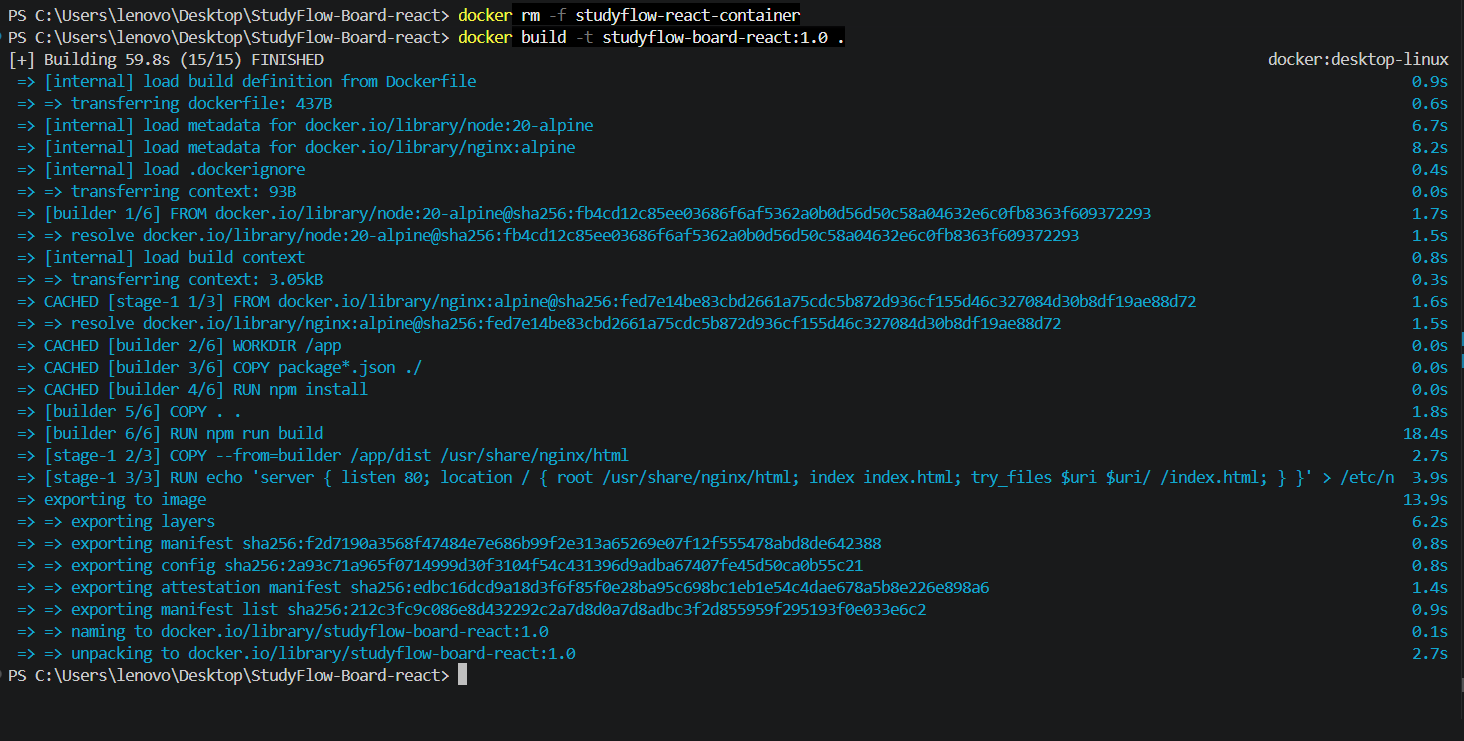 PS C:\Users\lenovo\Desktop\StudyFlow-Board-react> docker rm -f studyflow-react-container
PS C:\Users\lenovo\Desktop\StudyFlow-Board-react> docker build -t studyflow-board-react:1.0 .
[+] Building 59.8s (15/15) FINISHED docker:desktop-linux
=> [internal] load build definition from Dockerfile 0.9s
=> => transferring dockerfile: 437B 0.6s
=> [internal] load metadata for docker.io/library/node:20-alpine 6.7s
=> [internal] load metadata for docker.io/library/nginx:alpine 8.2s
=> [internal] load .dockerignore 0.4s
=> => transferring context: 93B 0.0s
=> [builder 1/6] FROM docker.io/library/node:20-alpine@sha256:fb4cd12c85ee03686f6af5362a0b0d56d50c58a04632e6c0fb8363f609372293 1.7s
=> => resolve docker.io/library/node:20-alpine@sha256:fb4cd12c85ee03686f6af5362a0b0d56d50c58a04632e6c0fb8363f609372293 1.5s
=> [internal] load build context 0.8s
=> => transferring context: 3.05kB 0.3s
=> CACHED [stage-1 1/3] FROM docker.io/library/nginx:alpine@sha256:fed7e14be83cbd2661a75cdc5b872d936cf155d46c327084d30b8df19ae88d72 1.6s
=> => resolve docker.io/library/nginx:alpine@sha256:fed7e14be83cbd2661a75cdc5b872d936cf155d46c327084d30b8df19ae88d72 1.5s
=> CACHED [builder 2/6] WORKDIR /app 0.0s
=> CACHED [builder 3/6] COPY package*.json ./ 0.0s
=> CACHED [builder 4/6] RUN npm install 0.0s
=> [builder 5/6] COPY . . 1.8s
=> [builder 6/6] RUN npm run build 18.4s
=> [stage-1 2/3] COPY --from=builder /app/dist /usr/share/nginx/html 2.7s
=> [stage-1 3/3] RUN echo 'server { listen 80; location / { root /usr/share/nginx/html; index index.html; try_files $uri $uri/ /index.html; } }' > /etc/n 3.9s
=> exporting to image 13.9s
=> => exporting layers 6.2s
=> => exporting manifest sha256:f2d7190a3568f47484e7e686b99f2e313a65269e07f12f555478abd8de642388 0.8s
=> => exporting config sha256:2a93c71a965f0714999d30f3104f54c431396d9adba67407fe45d50ca0b55c21 0.8s
=> => exporting attestation manifest sha256:edbc16dcd9a18d3f6f85f0e28ba95c698bc1eb1e54c4dae678a5b8e226e898a6 1.4s
=> => exporting manifest list sha256:212c3fc9c086e8d432292c2a7d8d0a7d8adbc3f2d855959f295193f0e033e6c2 0.9s
=> => naming to docker.io/library/studyflow-board-react:1.0 0.1s
=> => unpacking to docker.io/library/studyflow-board-react:1.0 2.7s
PS C:\Users\lenovo\Desktop\StudyFlow-Board-react>